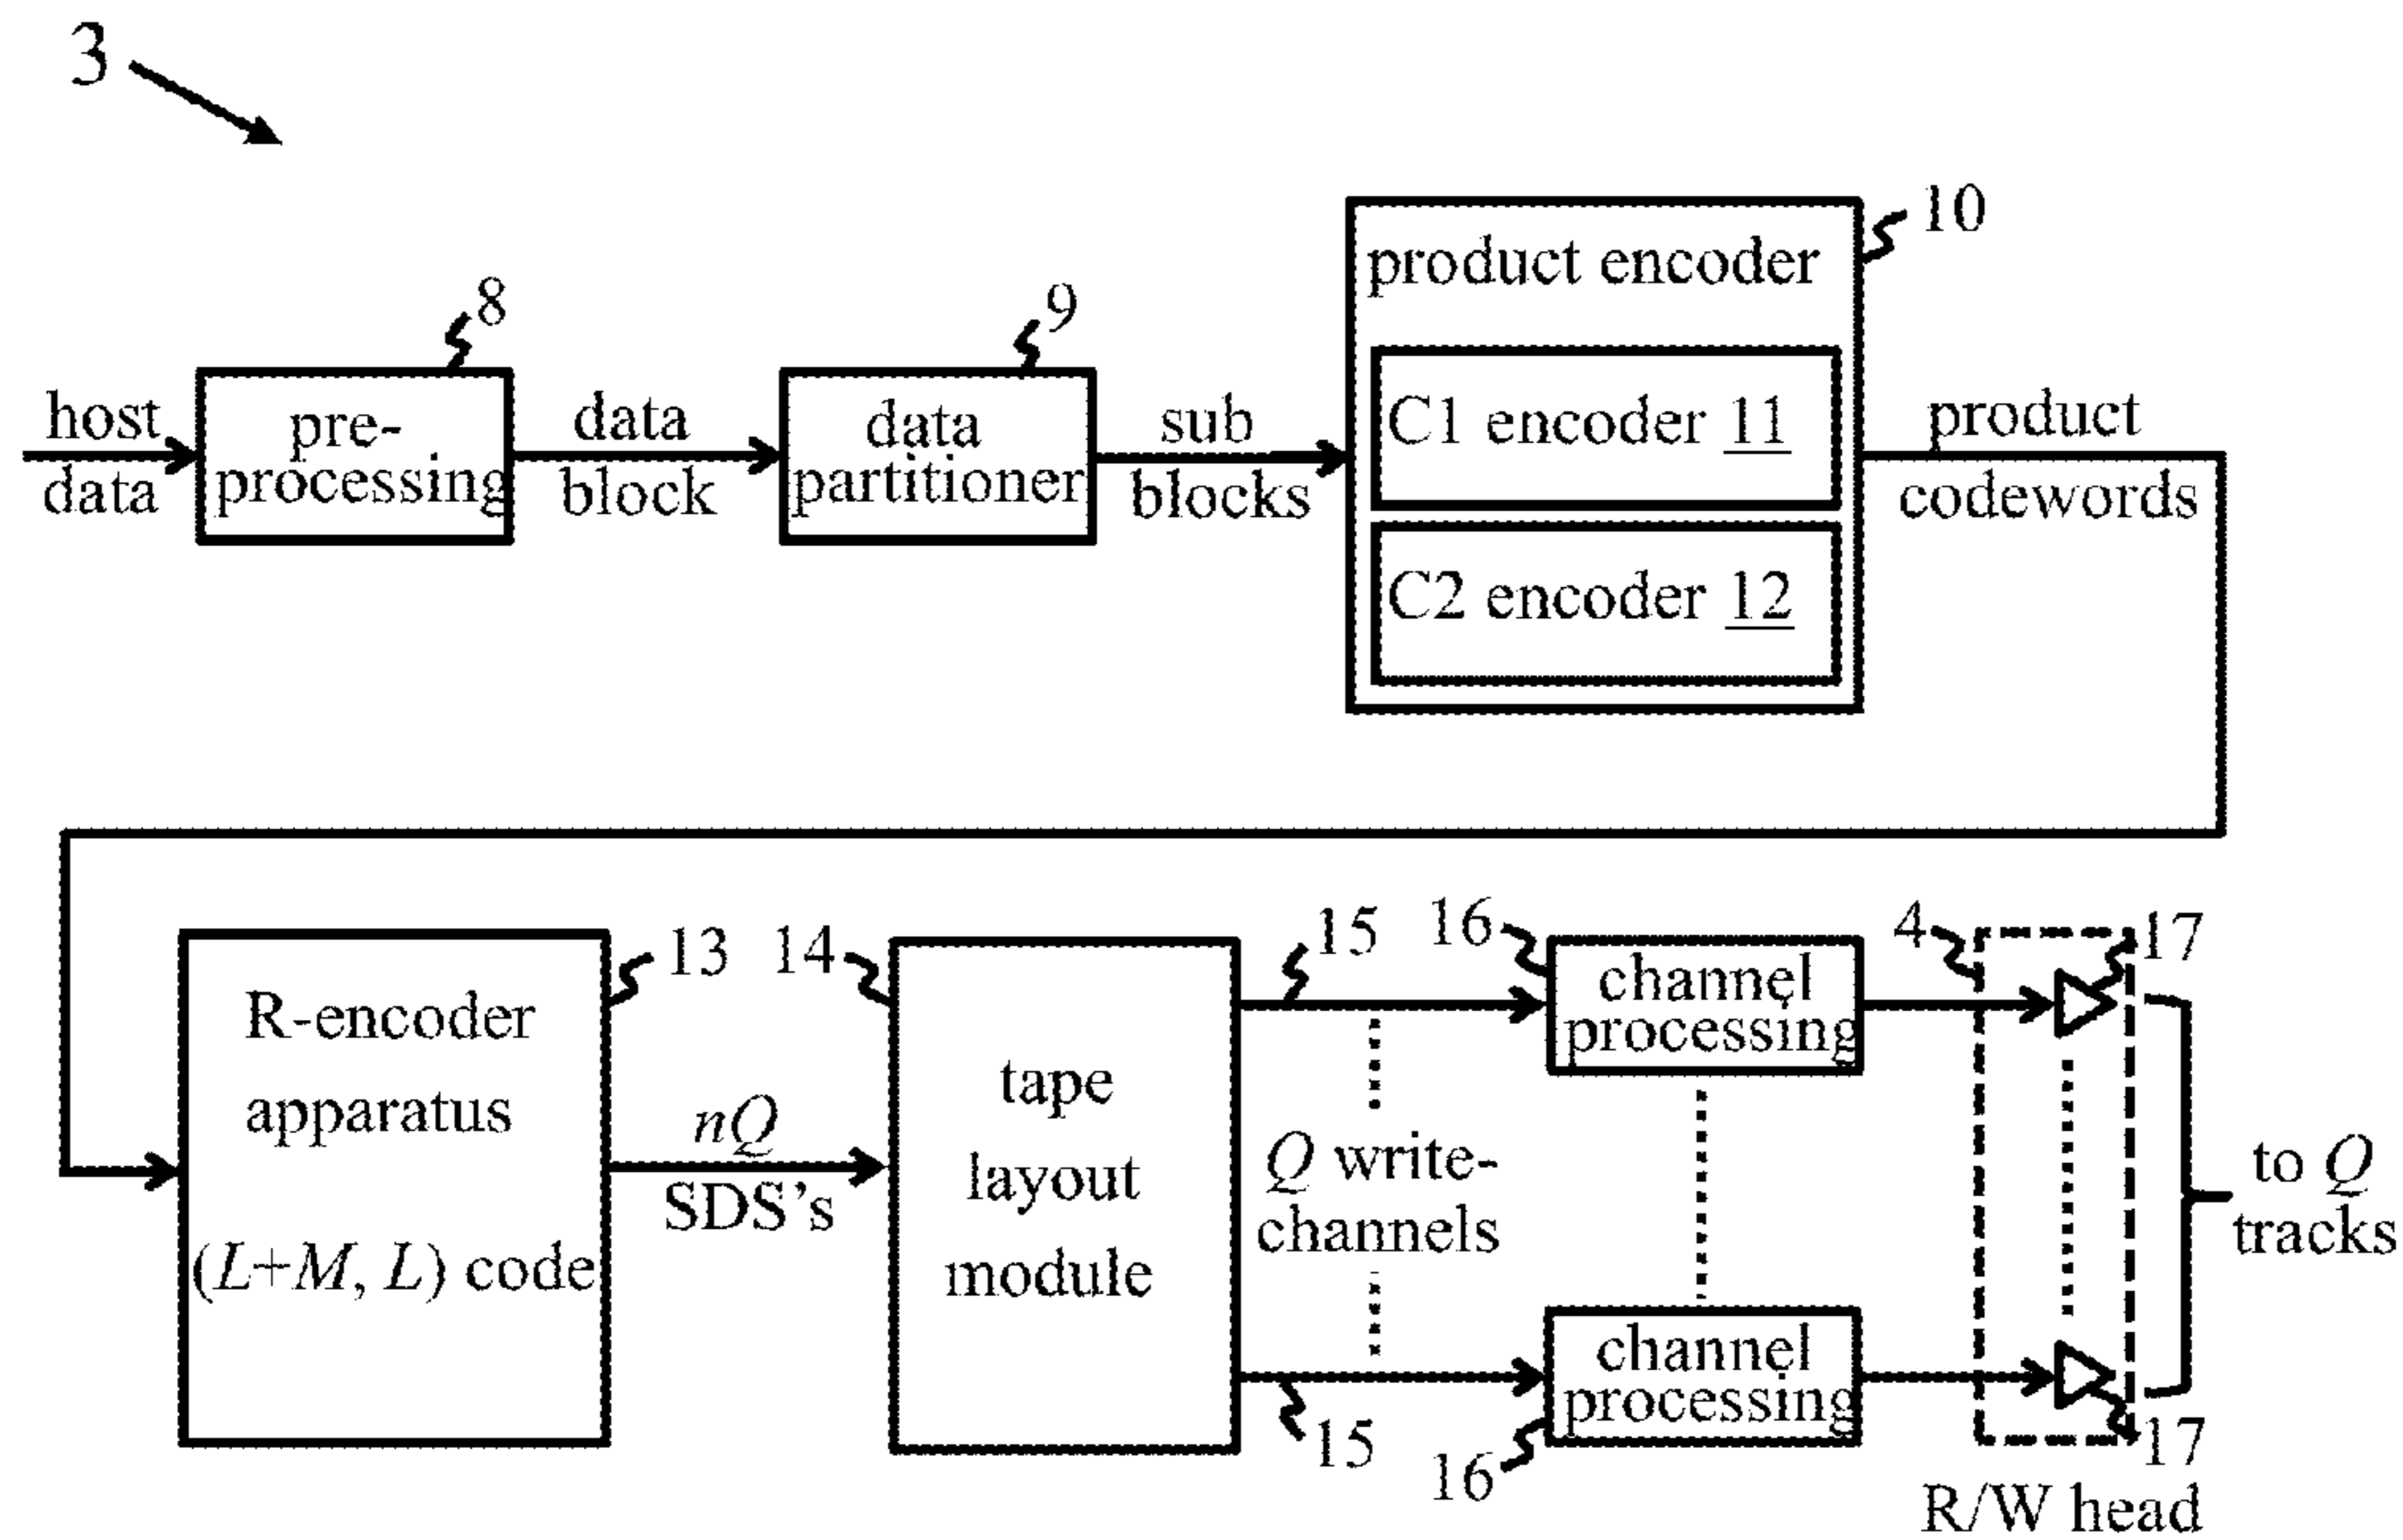 3
10
product encoder
8
9
host
data
pre-
processing
data
block
data
partitioner
sub
blocks
C1 encoder 11
product
codewords
C2 encoder 12
13
14
15
16
4
17
R-encoder
apparatus
(L+M, L) code
nQ
SDS's
tape
layout
module
channel
processing
Q write-
channels
to Q
tracks
channel
processing
15
16
17
R/W head